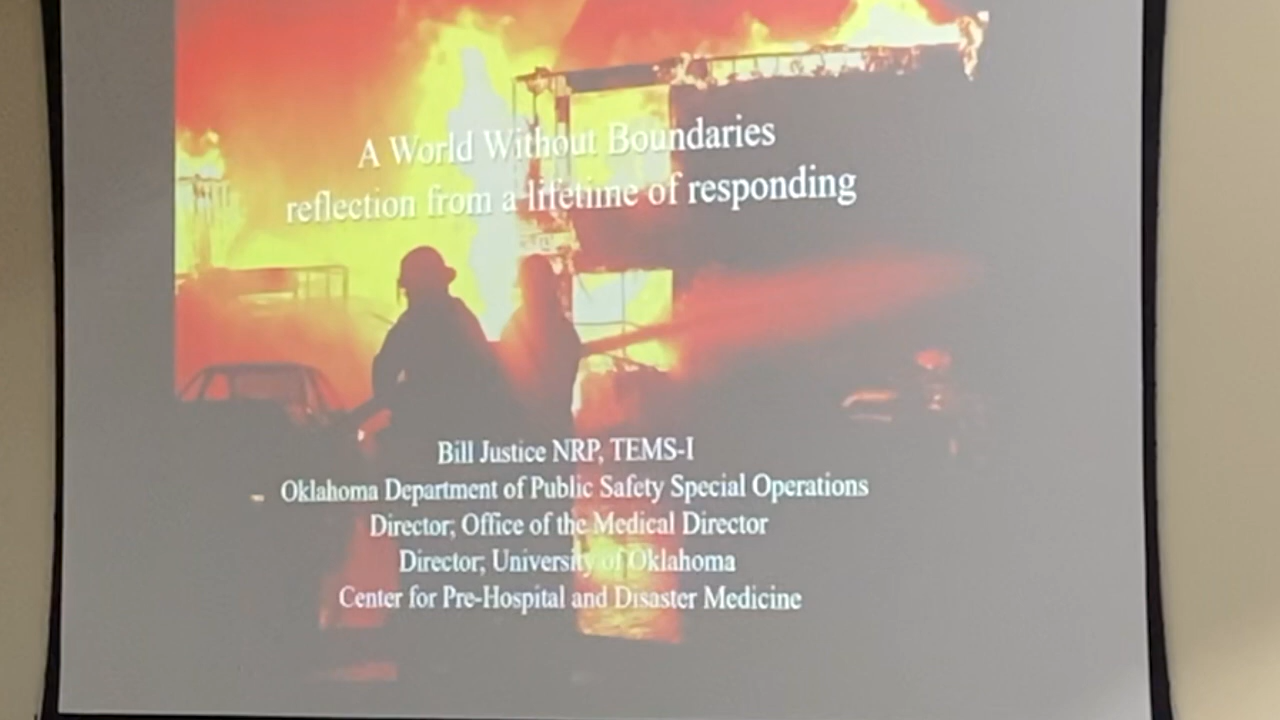 A World Without Boundaries
reflection from a lifetime of responding
Bill Justice NRP, TEMS-I
Oklahoma Department of Public Safety Special Operations
Director; Office of the Medical Director
Director; University of Oklahoma
Center for Pre-Hospital and Disaster Medicine